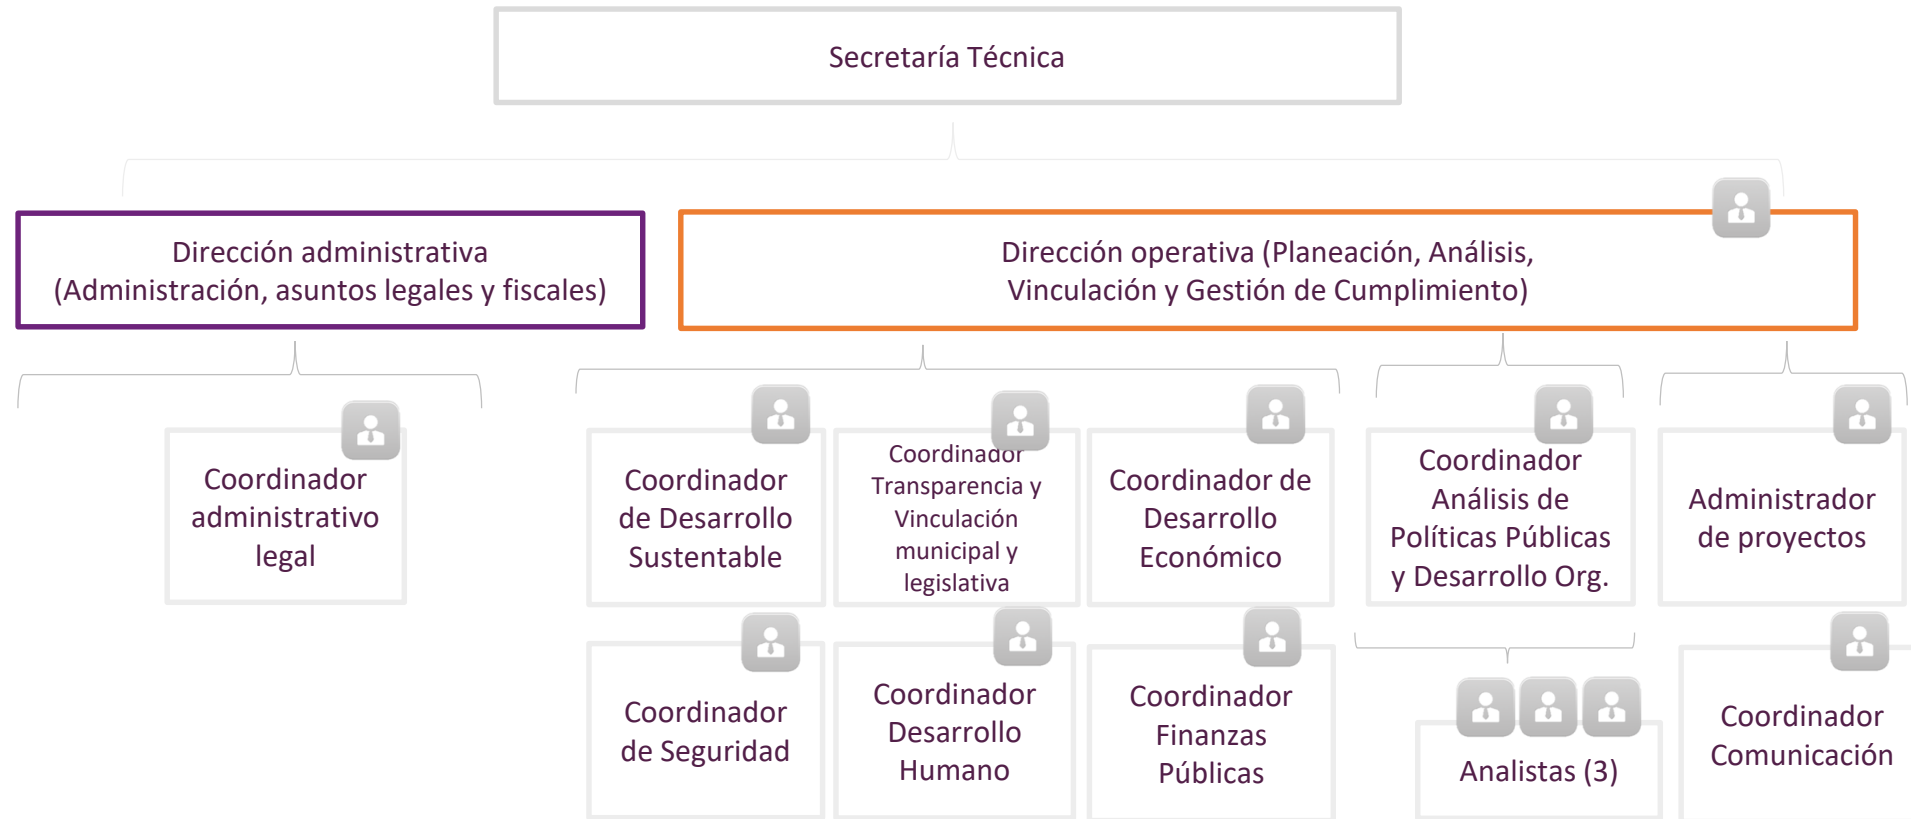 Secretaría Técnica
Dirección administrativa
(Administración, asuntos legales y fiscales)
Dirección operativa (Planeación, Análisis,
Vinculación y Gestión de Cumplimiento)
Coordinador
administrativo
legal
Coordinador
de Desarrollo
Sustentable
Coordinador
Transparencia y
Vinculación
municipal y
legislativa
Coordinador de
Desarrollo
Económico
Coordinador
Análisis de
Políticas Públicas
y Desarrollo Org.
Administrador
de proyectos
Coordinador
de Seguridad
Coordinador
Desarrollo
Humano
Coordinador
Finanzas
Públicas
Analistas (3)
Coordinador
Comunicación